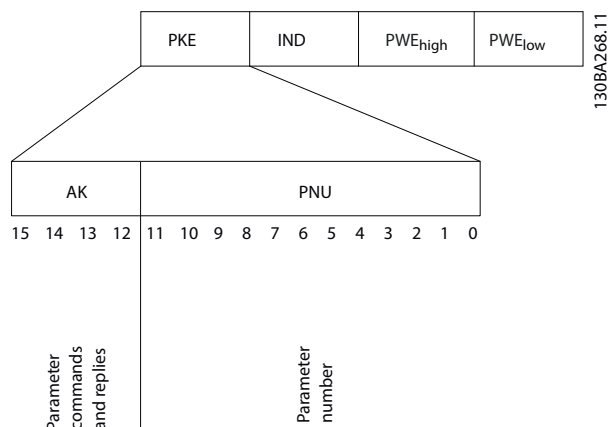 PKE IND PWEhigh PWElow
130BA268.11
AK PNU
15 14 13 12 11 10 9 8 7 6 5 4 3 2 1 0
Parameter
commands
and replies
Parameter
number